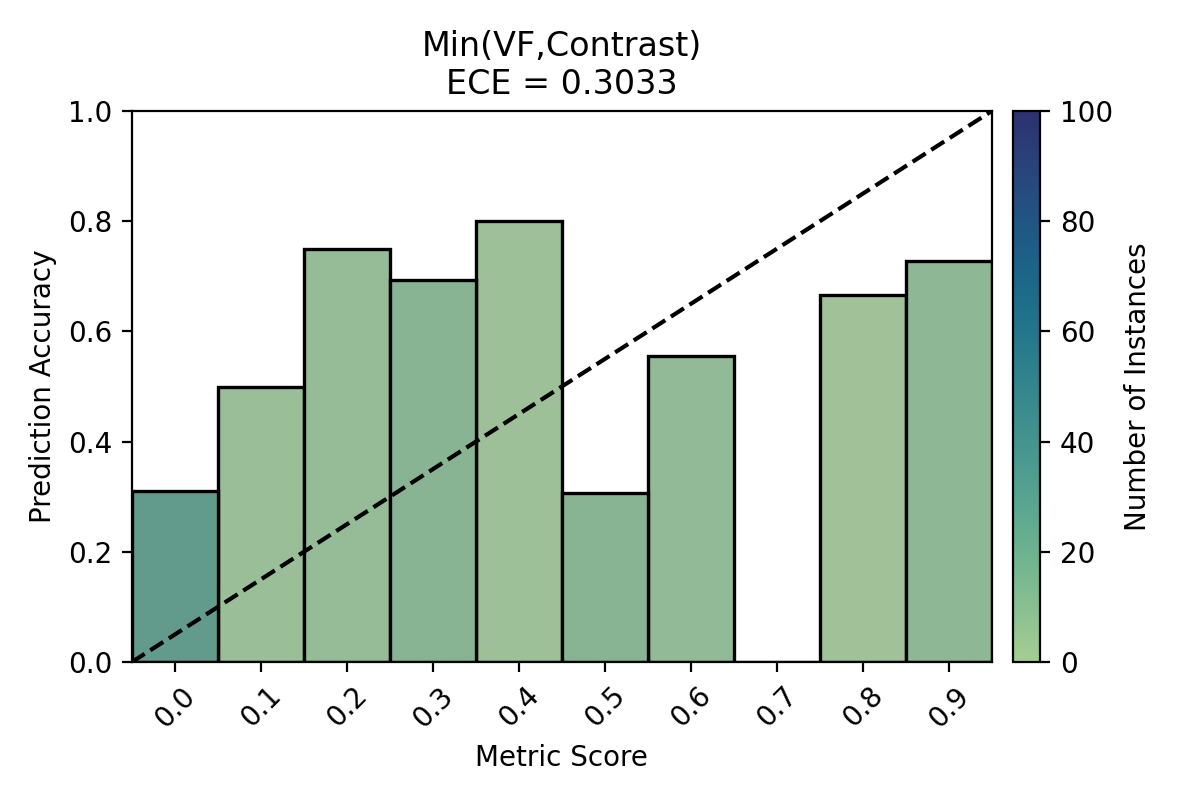 Min(VF,Contrast)
ECE = 0.3033
1.0
0.8
0.6
0.4
0.2
0.0
Prediction Accuracy
0.0 0.1 0.2 0.3 0.4 0.5 0.6 0.7 0.8 0.9
Metric Score
100
80
60
40
20
0
Number of Instances